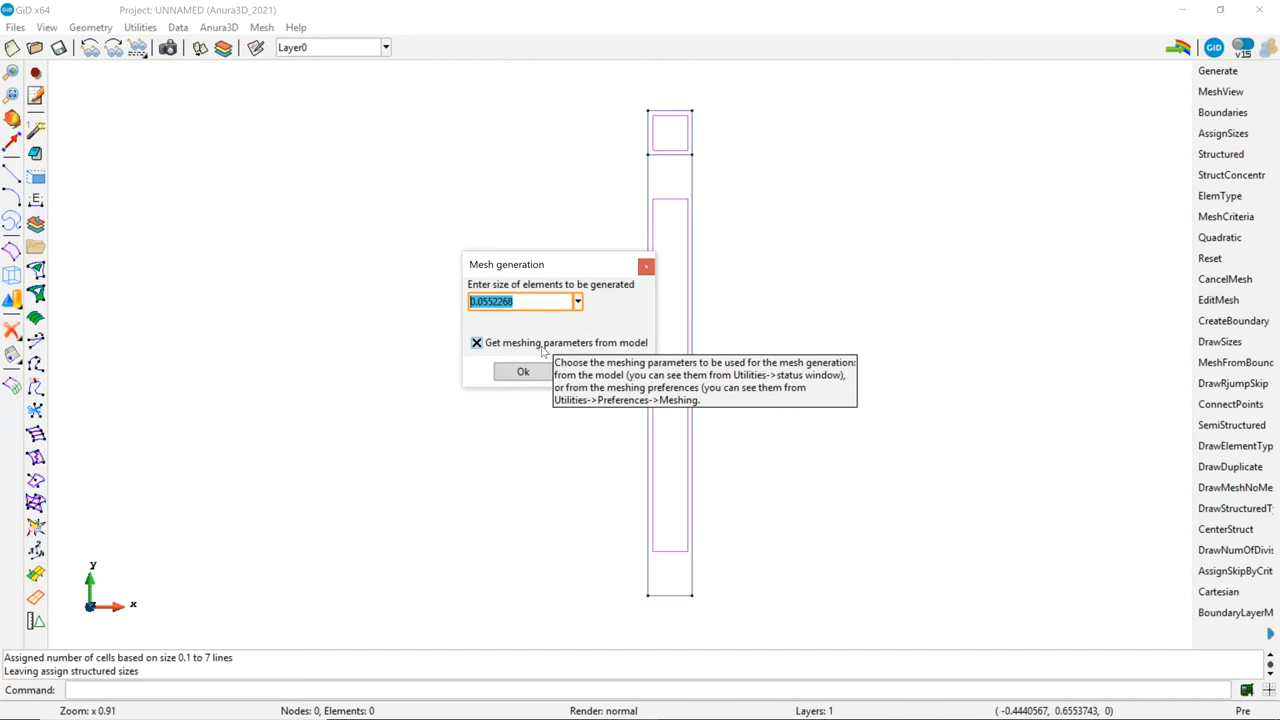 GiD x64
Project: UNNAMED (Anura3D_2021)
Files
View
Geometry
Utilities
Data
Anura3D
Mesh
Help
Layer0
GiD
v15
E
Generate
MeshView
Boundaries
AssignSizes
Structured
StructConcentr
ElemType
MeshCriteria
Quadratic
Reset
CancelMesh
EditMesh
CreateBoundary
DrawSizes
MeshFromBounc
DrawRjumpSkip
ConnectPoints
SemiStructured
DrawElementTyp
DrawDuplicate
DrawMeshNoMe
DrawStructuredT
CenterStruct
DrawNumOfDivis
AssignSkipByCrit
Cartesian
BoundaryLayerM
Mesh generation
Enter size of elements to be generated
0.0552268
Get meshing parameters from model
Ok
Choose the meshing parameters to be used for the mesh generation:
from the model (you can see them from Utilities->status window),
or from the meshing preferences (you can see them from
Utilities->Preferences->Meshing.
y
z
x
Assigned number of cells based on size 0.1 to 7 lines
Leaving assign structured sizes
Command:
Zoom: x 0.91
Nodes: 0, Elements: 0
Render: normal
Layers: 1
( -0.4440567, 0.6553743, 0)
Pre